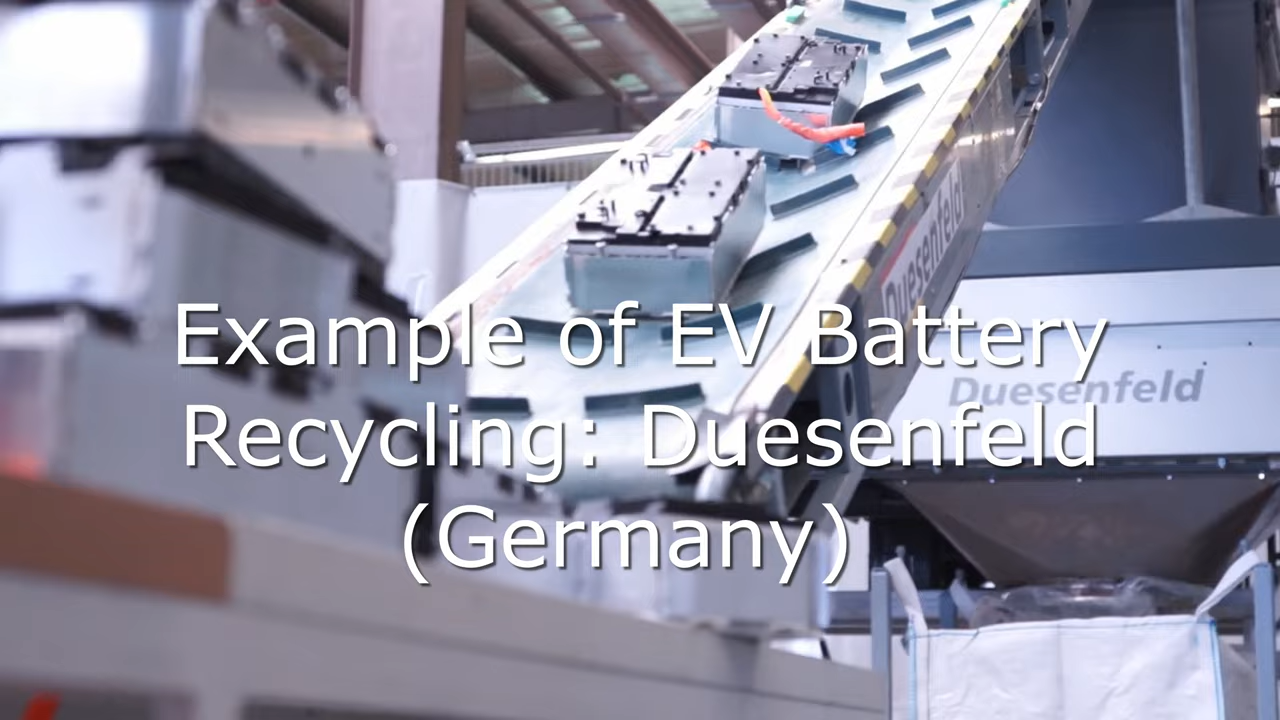 Duesenfeld
Duesenfeld
Example of EV Battery
Recycling: Duesenfeld
(Germany)